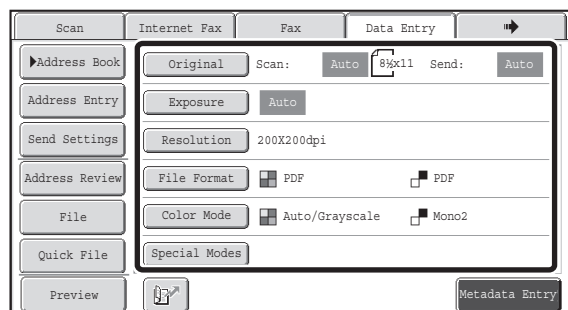 Scan Internet Fax Fax Data Entry
Address Book Original Scan: Auto 8½x11 Send: Auto
Address Entry Exposure Auto
Send Settings Resolution 200X200dpi
Address Review File Format PDF PDF
File Color Mode Auto/Grayscale Mono2
Quick File Special Modes
Preview Metadata Entry